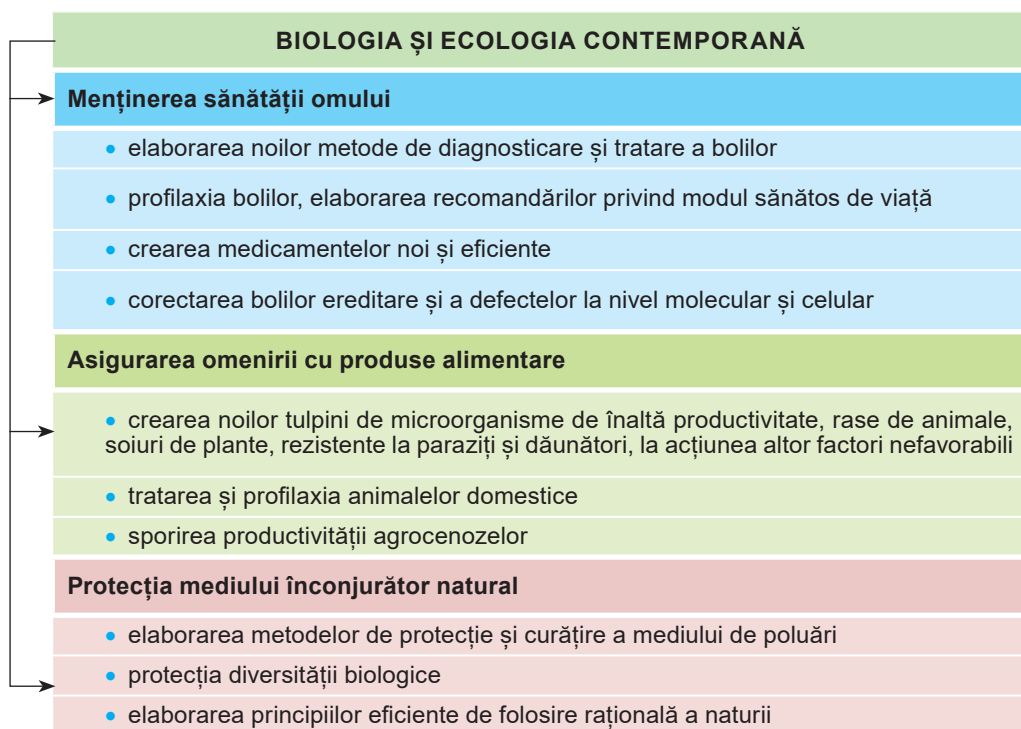 BIOLOGIA ȘI ECOLOGIA CONTEMPORANĂ
Menținerea sănătății omului
• elaborarea noilor metode de diagnosticare și tratare a bolilor
• profilaxia bolilor, elaborarea recomandărilor privind modul sănătos de viață
• crearea medicamentelor noi și eficiente
• corectarea bolilor ereditare și a defectelor la nivel molecular și celular
Asigurarea omenirii cu produse alimentare
• crearea noilor tulpini de microorganisme de înaltă productivitate, rase de animale,
soiuri de plante, rezistente la paraziți și dăunători, la acțiunea altor factori nefavorabili
• tratarea și profilaxia animalelor domestice
• sporirea productivității agrocenozelor
Protecția mediului înconjurător natural
• elaborarea metodelor de protecție și curățire a mediului de poluări
• protecția diversității biologice
• elaborarea principiilor eficiente de folosire rațională a naturii